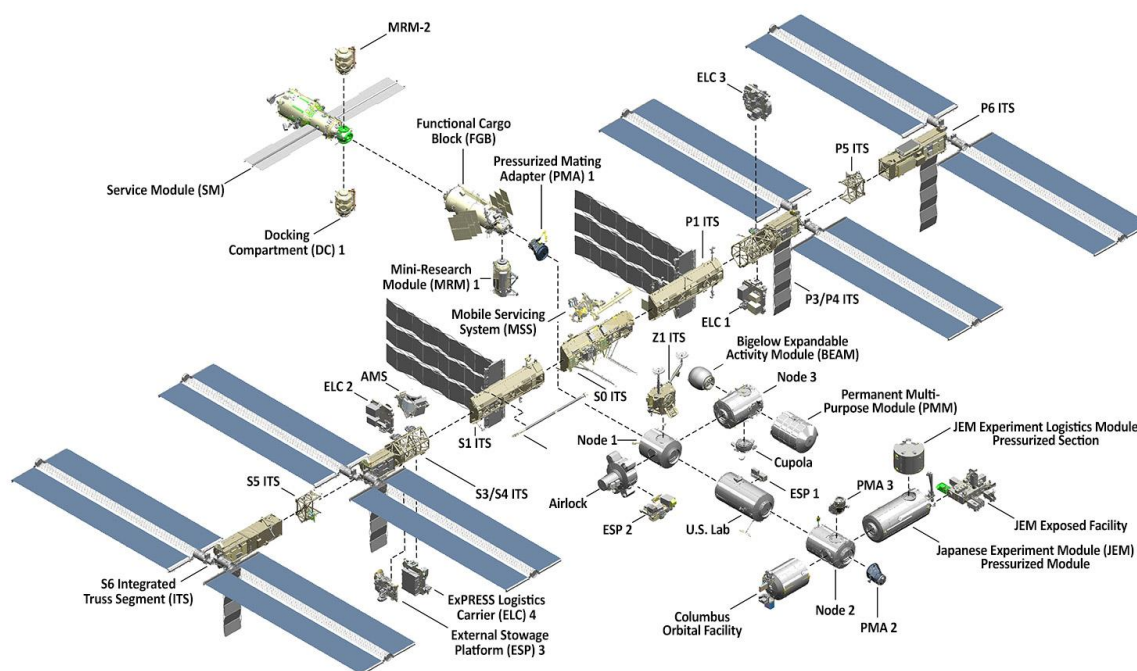 MRM-2
ELC 3
P6 ITS
Functional Cargo
Block (FGB)
P5 ITS
Pressurized Mating
Adapter (PMA) 1
Service Module (SM)
P1 ITS
Docking
Compartment (DC) 1
Mini-Research
Module (MRM) 1
P3/P4 ITS
Mobile Servicing
System (MSS)
ELC 1
Z1 ITS
Bigelow Expandable
Activity Module (BEAM)
Node 3
AMS
ELC 2
S0 ITS
Permanent Multi-
Purpose Module (PMM)
S1 ITS
Node 1
JEM Experiment Logistics Module
Pressurized Section
Cupola
S5 ITS
S3/S4 ITS
Airlock
ESP 1
PMA 3
ESP 2
U.S. Lab
JEM Exposed Facility
Japanese Experiment Module (JEM)
Pressurized Module
S6 Integrated
Truss Segment (ITS)
ExPRESS Logistics
Carrier (ELC) 4
Columbus
Orbital Facility
Node 2
PMA 2
External Stowage
Platform (ESP) 3